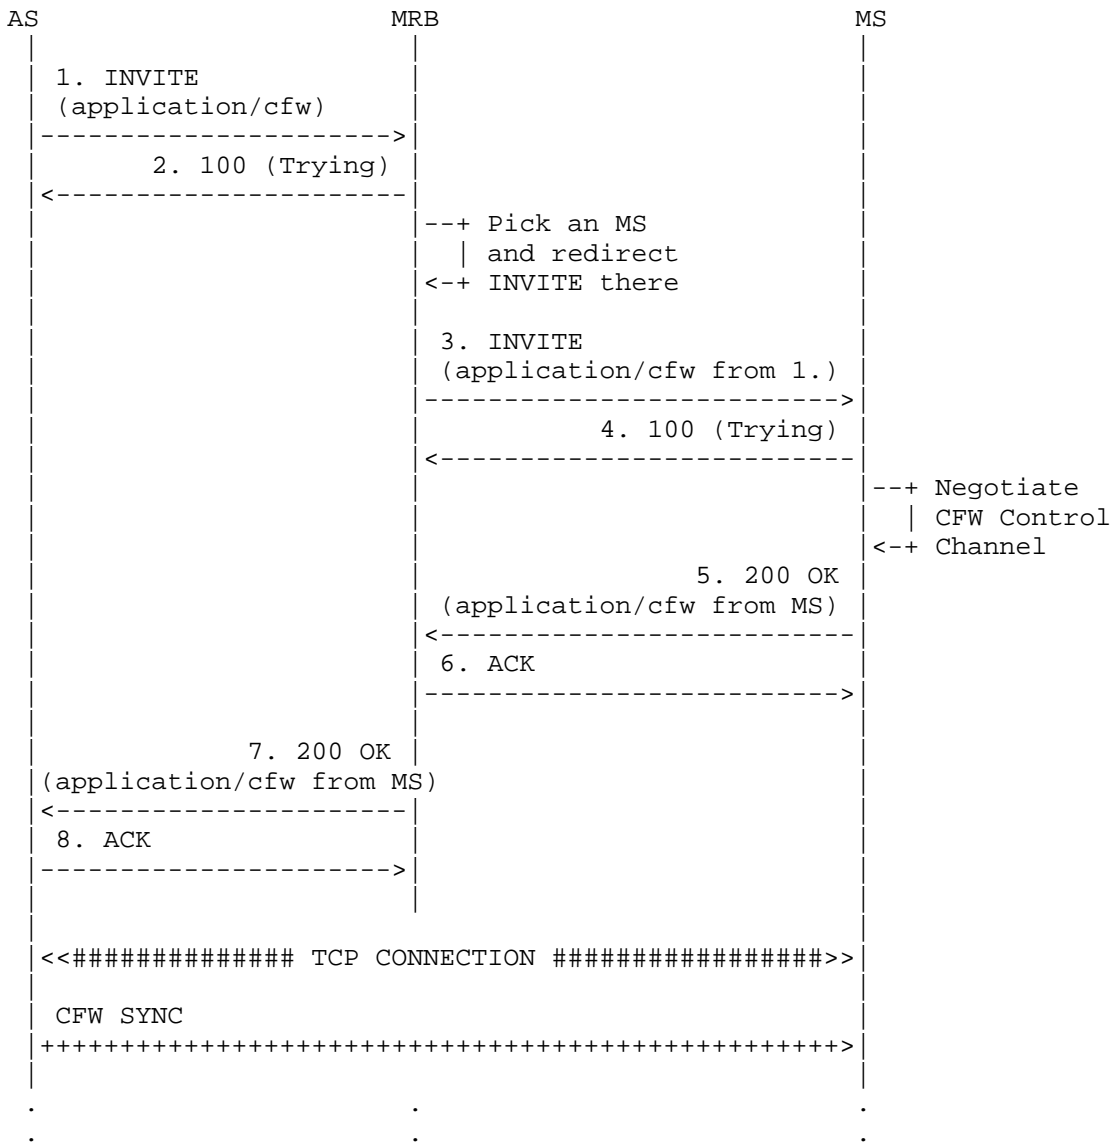 AS MRB MS
1. INVITE
(application/cfw)
2. 100 (Trying)
--+ Pick an MS
| and redirect
<-+ INVITE there
3. INVITE
(application/cfw from 1.)
4. 100 (Trying)
--+ Negotiate
| CFW Control
<-+ Channel
5. 200 OK
(application/cfw from MS)
6. ACK
7. 200 OK
(application/cfw from MS)
8. ACK
<<############## TCP CONNECTION #################>>
CFW SYNC